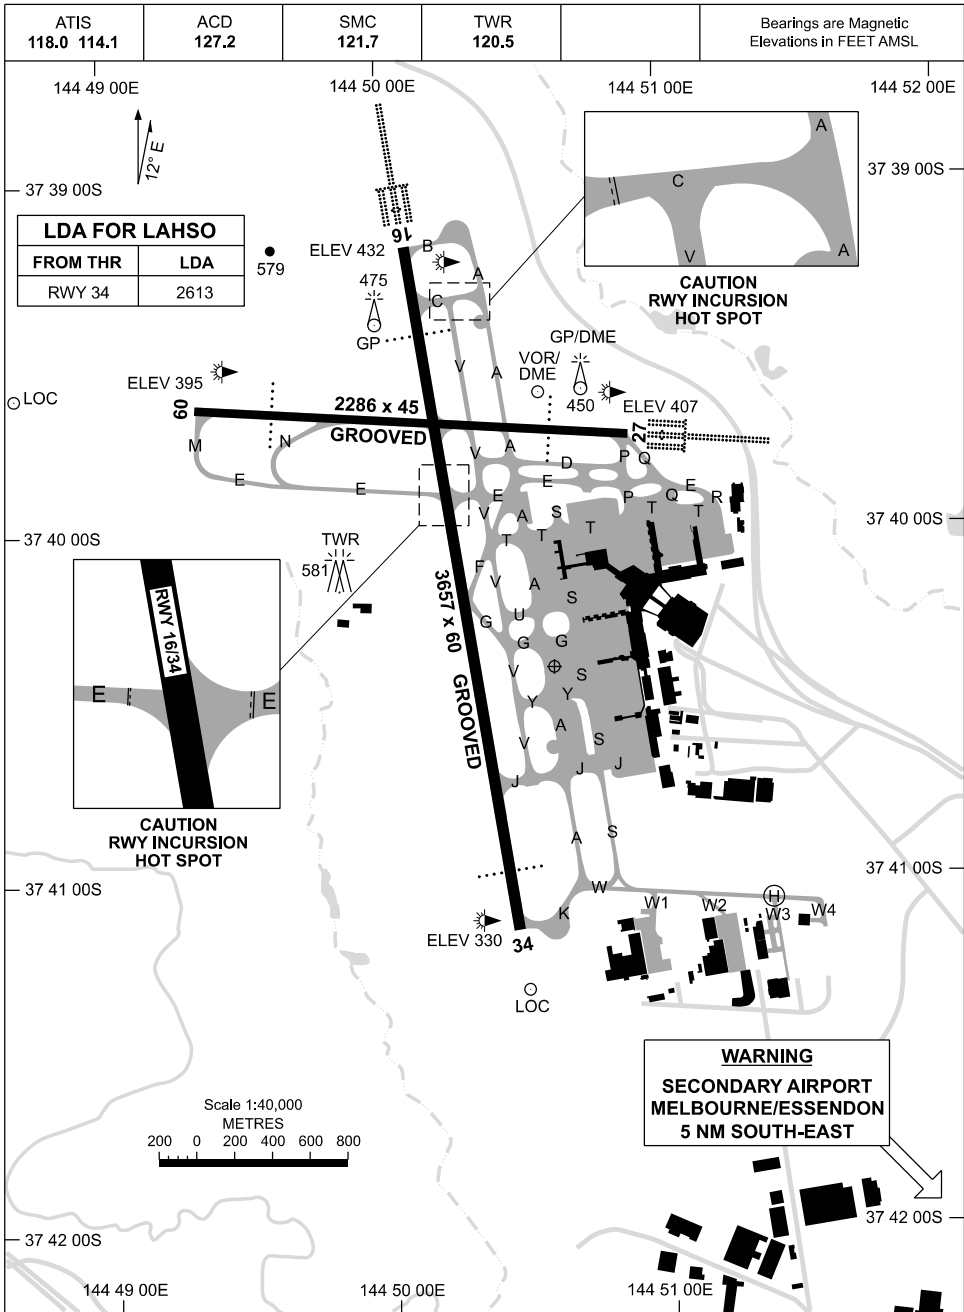 ATIS
118.0 114.1
ACD
127.2
SMC
121.7
TWR
120.5
Bearings are Magnetic
Elevations in FEET AMSL
144 49 00E
144 50 00E
144 51 00E
144 52 00E
12° E
37 39 00S
37 39 00S
LDA FOR LAHSO
FROM THR
LDA
RWY 34
2613
579
16
ELEV 432
B
A
C
475
GP
A
C
V
A
CAUTION
RWY INCURSION
HOT SPOT
GP/DME
VOR/
DME
450
V
A
ELEV 395
LOC
60
2286 x 45
GROOVED
ELEV 407
27
M
N
V
A
D
P
Q
E
E
E
E
P
Q
E
R
V
A
S
T
T
T
T
T
37 40 00S
37 40 00S
TWR
581
F
V
A
S
3657 x 60 GROOVED
G
U
G
G
V
S
Y
Y
A
V
S
J
J
J
RWY 16/34
E
E
CAUTION
RWY INCURSION
HOT SPOT
A
S
37 41 00S
37 41 00S
W
K
W1
W2
H
W3
W4
ELEV 330
34
LOC
WARNING
SECONDARY AIRPORT
MELBOURNE/ESSENDON
5 NM SOUTH-EAST
Scale 1:40,000
METRES
200 0 200 400 600 800
37 42 00S
37 42 00S
144 49 00E
144 50 00E
144 51 00E